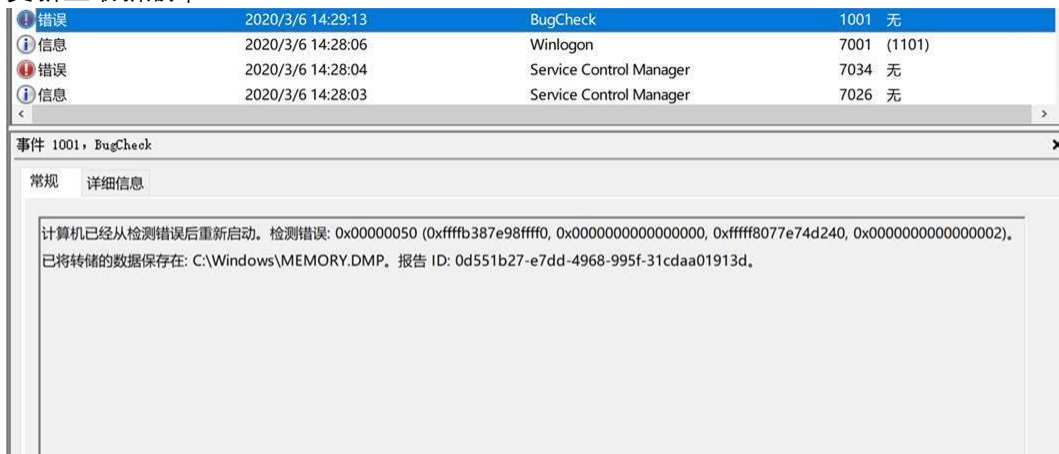 错误 2020/3/6 14:29:13 BugCheck 1001 无
信息 2020/3/6 14:28:06 Winlogon 7001 (1101)
错误 2020/3/6 14:28:04 Service Control Manager 7034 无
信息 2020/3/6 14:28:03 Service Control Manager 7026 无
事件 1001，BugCheck
常规 详细信息
计算机已经从检测错误后重新启动。检测错误: 0x00000050 (0xffffb387e98ffff0, 0x0000000000000000, 0xfffff8077e74d240, 0x0000000000000002)。
已将转储的数据保存在: C:\Windows\MEMORY.DMP。报告 ID: 0d551b27-e7dd-4968-995f-31cdaa01913d。